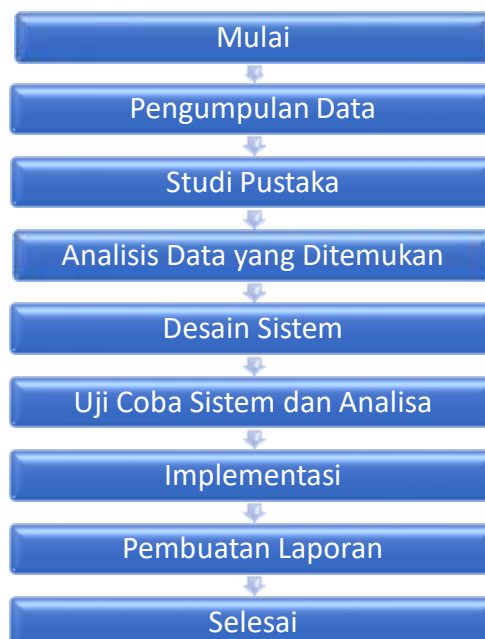 Mulai
Pengumpulan Data
Studi Pustaka
Analisis Data yang Ditemukan
Desain Sistem
Uji Coba Sistem dan Analisa
Implementasi
Pembuatan Laporan
Selesai